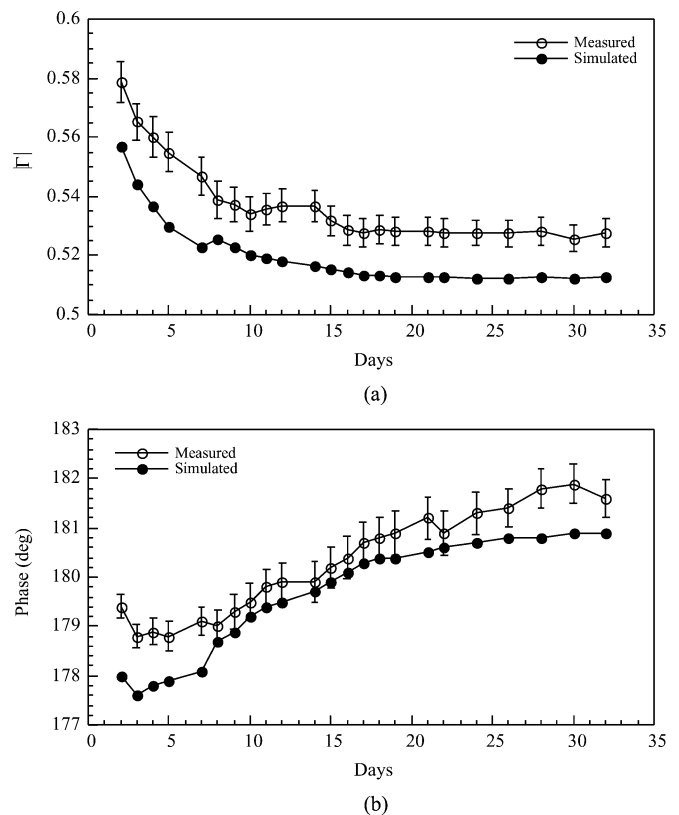 0.6
0.58
0.56
0.54
0.52
0.5
|Γ|
Measured
Simulated
0 5 10 15 20 25 30 35
Days
(a)
183
182
181
180
179
178
177
Phase (deg)
Measured
Simulated
0 5 10 15 20 25 30 35
Days
(b)